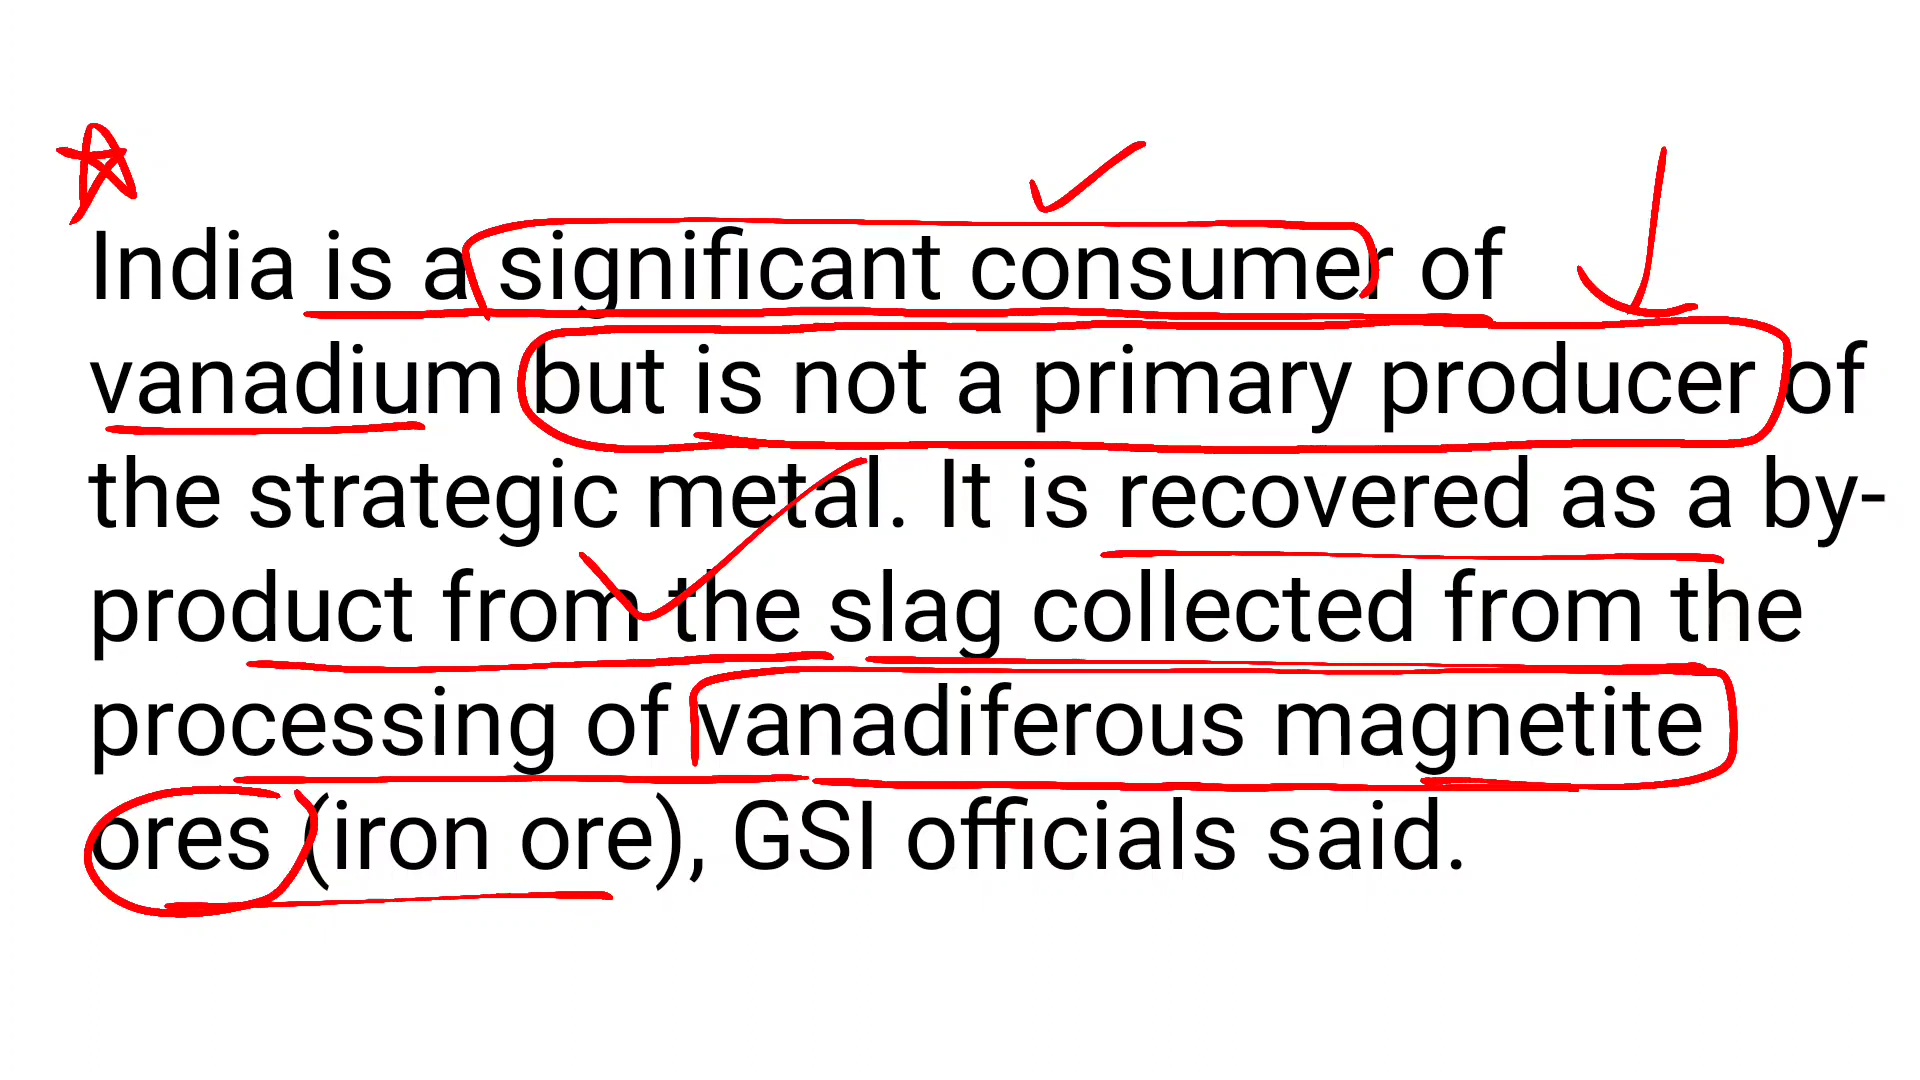 India is a significant consumer of
vanadium but is not a primary producer of
the strategic metal. It is recovered as a by-
product from the slag collected from the
processing of vanadiferous magnetite
ores (iron ore), GSI officials said.